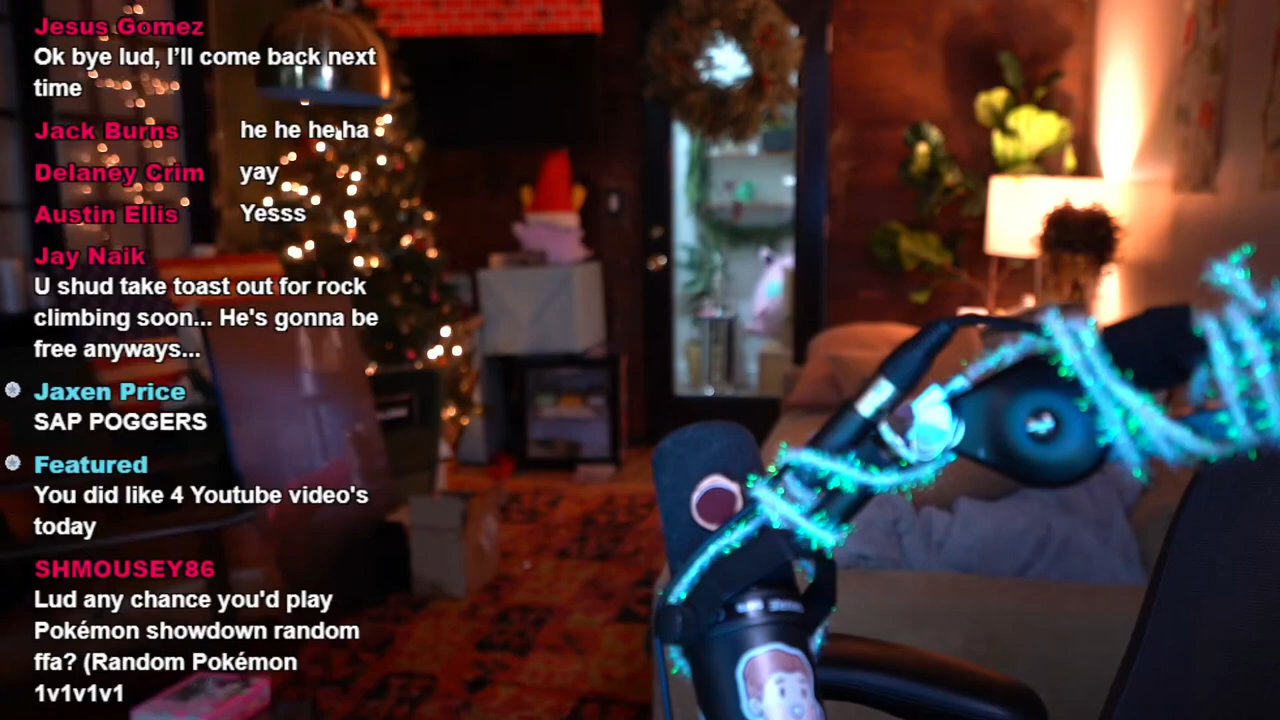 Jesus Gomez
Ok bye lud, I’ll come back next
time
Jack Burns he he he ha
Delaney Crim yay
Austin Ellis Yesss
Jay Naik
U shud take toast out for rock
climbing soon... He's gonna be
free anyways...
Jaxen Price
SAP POGGERS
Featured
You did like 4 Youtube video's
today
SHMOUSEY86
Lud any chance you'd play
Pokémon showdown random
ffa? (Random Pokémon
1v1v1v1